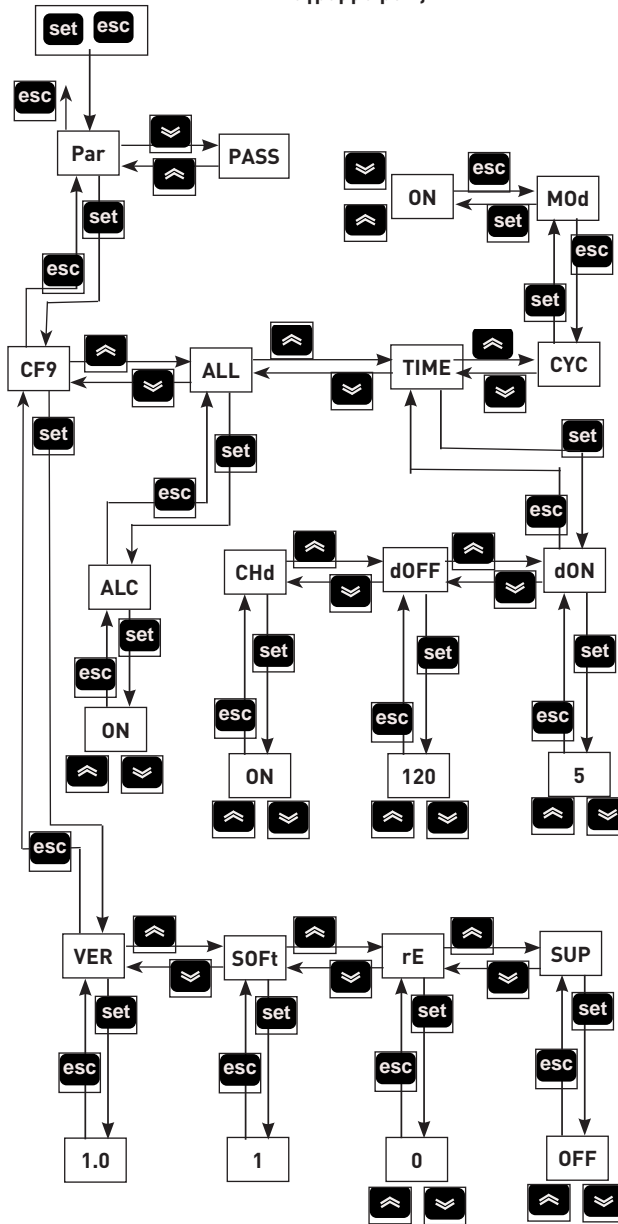 set esc
esc
Par
PASS
set
ON
esc
MOd
set
esc
esc
set
CF9
ALL
TIME
CYC
set
set
set
esc
esc
ALC
CHd
dOFF
dON
set
set
set
set
esc
esc
esc
esc
ON
ON
120
5
esc
VER
SOFt
rE
SUP
set
set
set
set
esc
esc
esc
esc
1.0
1
0
OFF